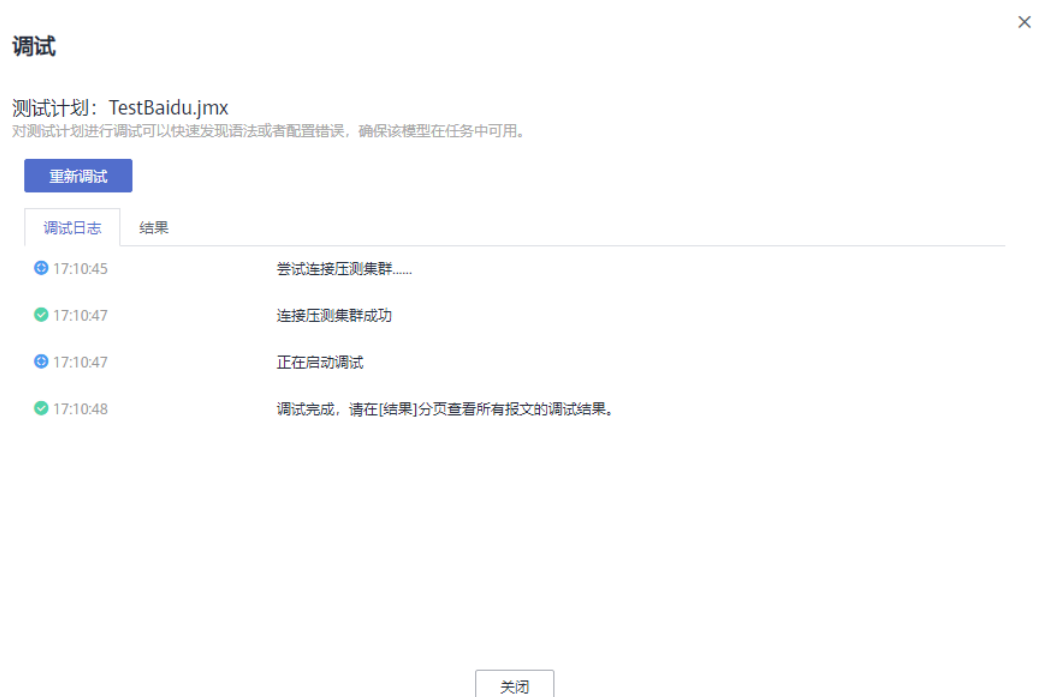 调试
测试计划：TestBaidu.jmx
对测试计划进行调试可以快速发现语法或者配置错误，确保该模型在任务中可用。
重新调试
调试日志 结果
17:10:45 尝试连接压测集群......
17:10:47 连接压测集群成功
17:10:47 正在启动调试
17:10:48 调试完成，请在[结果]分页查看所有报文的调试结果。
关闭